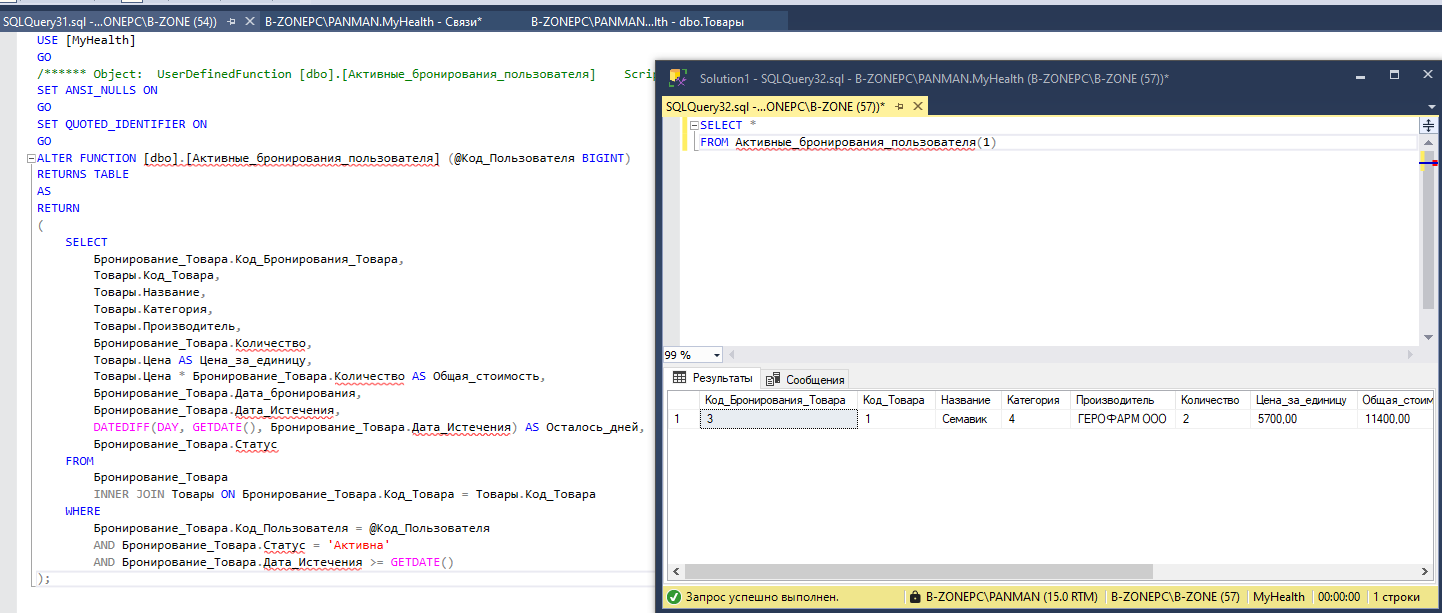 SQLQuery31.sql -...ONEPC\B-ZONE (54))
B-ZONEPC\PANMAN.MyHealth - Связи*
B-ZONEPC\PANMAN...lth - dbo.Товары
USE [MyHealth]
GO
/****** Object:  UserDefinedFunction [dbo].[Активные_бронирования_пользователя]    Scrip
SET ANSI_NULLS ON
GO
SET QUOTED_IDENTIFIER ON
GO
ALTER FUNCTION [dbo].[Активные_бронирования_пользователя] (@Код_Пользователя BIGINT)
RETURNS TABLE
AS
RETURN
(
SELECT
Бронирование_Товара.Код_Бронирования_Товара,
Товары.Код_Товара,
Товары.Название,
Товары.Категория,
Товары.Производитель,
Бронирование_Товара.Количество,
Товары.Цена AS Цена_за_единицу,
Товары.Цена * Бронирование_Товара.Количество AS Общая_стоимость,
Бронирование_Товара.Дата_бронирования,
Бронирование_Товара.Дата_Истечения,
DATEDIFF(DAY, GETDATE(), Бронирование_Товара.Дата_Истечения) AS Осталось_дней,
Бронирование_Товара.Статус
FROM
Бронирование_Товара
INNER JOIN Товары ON Бронирование_Товара.Код_Товара = Товары.Код_Товара
WHERE
Бронирование_Товара.Код_Пользователя = @Код_Пользователя
AND Бронирование_Товара.Статус = 'Активна'
AND Бронирование_Товара.Дата_Истечения >= GETDATE()
);
Solution1 - SQLQuery32.sql - B-ZONEPC\PANMAN.MyHealth (B-ZONEPC\B-ZONE (57))*
SQLQuery32.sql -...ONEPC\B-ZONE (57))*
SELECT *
FROM Активные_бронирования_пользователя(1)
99 %
Результаты Сообщения
Код_Бронирования_Товара Код_Товара Название Категория Производитель Количество Цена_за_единицу Общая_стоим
1 3 1 Семавик 4 ГЕРОФАРМ ООО 2 5700,00 11400,00
Запрос успешно выполнен. B-ZONEPC\PANMAN (15.0 RTM) B-ZONEPC\B-ZONE (57) MyHealth 00:00:00 1 строки